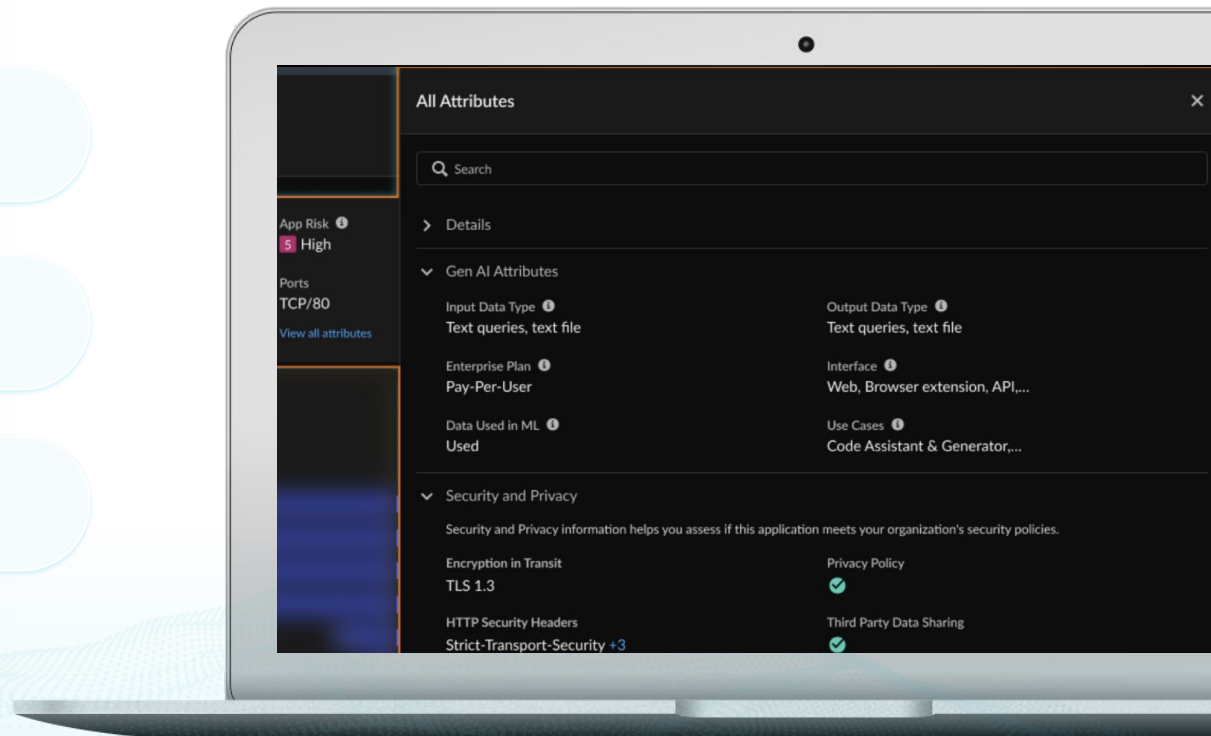 All Attributes
Search
App Risk
5 High
Ports
TCP/80
View all attributes
Details
Gen AI Attributes
Input Data Type
Text queries, text file
Output Data Type
Text queries, text file
Enterprise Plan
Pay-Per-User
Interface
Web, Browser extension, API,...
Data Used in ML
Used
Use Cases
Code Assistant & Generator,...
Security and Privacy
Security and Privacy information helps you assess if this application meets your organization's security policies.
Encryption in Transit
TLS 1.3
Privacy Policy
HTTP Security Headers
Strict-Transport-Security +3
Third Party Data Sharing